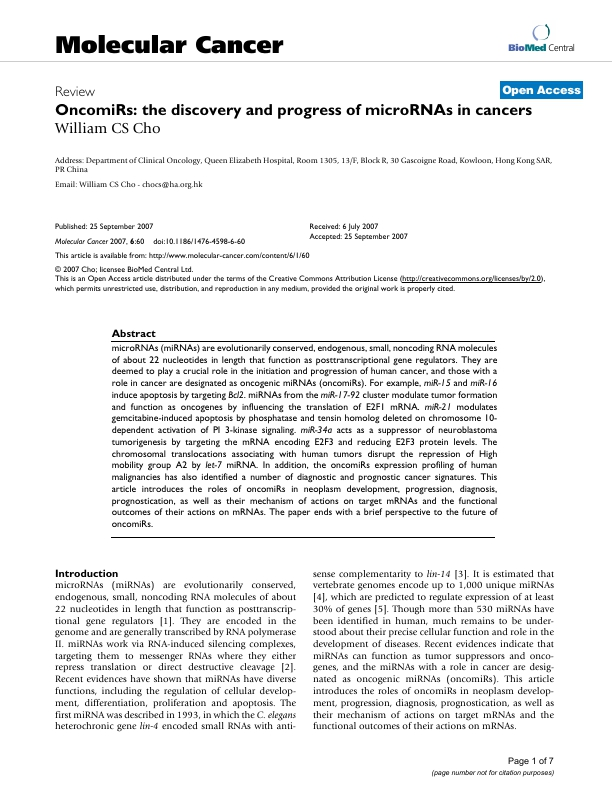 Molecular Cancer
BioMed Central
Review
Open Access
OncomiRs: the discovery and progress of microRNAs in cancers
William CS Cho
Address: Department of Clinical Oncology, Queen Elizabeth Hospital, Room 1305, 13/F, Block R, 30 Gascoigne Road, Kowloon, Hong Kong SAR,
PR China
Email: William CS Cho - chocs@ha.org.hk
Published: 25 September 2007
Molecular Cancer 2007, 6:60 doi:10.1186/1476-4598-6-60
Received: 6 July 2007
Accepted: 25 September 2007
This article is available from: http://www.molecular-cancer.com/content/6/1/60
© 2007 Cho; licensee BioMed Central Ltd.
This is an Open Access article distributed under the terms of the Creative Commons Attribution License (http://creativecommons.org/licenses/by/2.0),
which permits unrestricted use, distribution, and reproduction in any medium, provided the original work is properly cited.
Abstract
microRNAs (miRNAs) are evolutionarily conserved, endogenous, small, noncoding RNA molecules
of about 22 nucleotides in length that function as posttranscriptional gene regulators. They are
deemed to play a crucial role in the initiation and progression of human cancer, and those with a
role in cancer are designated as oncogenic miRNAs (oncomiRs). For example, miR-15 and miR-16
induce apoptosis by targeting Bcl2. miRNAs from the miR-17-92 cluster modulate tumor formation
and function as oncogenes by influencing the translation of E2F1 mRNA. miR-21 modulates
gemcitabine-induced apoptosis by phosphatase and tensin homolog deleted on chromosome 10-
dependent activation of PI 3-kinase signaling. miR-34a acts as a suppressor of neuroblastoma
tumorigenesis by targeting the mRNA encoding E2F3 and reducing E2F3 protein levels. The
chromosomal translocations associating with human tumors disrupt the repression of High
mobility group A2 by let-7 miRNA. In addition, the oncomiRs expression profiling of human
malignancies has also identified a number of diagnostic and prognostic cancer signatures. This
article introduces the roles of oncomiRs in neoplasm development, progression, diagnosis,
prognostication, as well as their mechanism of actions on target mRNAs and the functional
outcomes of their actions on mRNAs. The paper ends with a brief perspective to the future of
oncomiRs.
Introduction
microRNAs (miRNAs) are evolutionarily conserved,
endogenous, small, noncoding RNA molecules of about
22 nucleotides in length that function as posttranscrip-
tional gene regulators [1]. They are encoded in the
genome and are generally transcribed by RNA polymerase
II. miRNAs work via RNA-induced silencing complexes,
targeting them to messenger RNAs where they either
repress translation or direct destructive cleavage [2].
Recent evidences have shown that miRNAs have diverse
functions, including the regulation of cellular develop-
ment, differentiation, proliferation and apoptosis. The
first miRNA was described in 1993, in which the C. elegans
heterochronic gene lin-4 encoded small RNAs with anti-
sense complementarity to lin-14 [3]. It is estimated that
vertebrate genomes encode up to 1,000 unique miRNAs
[4], which are predicted to regulate expression of at least
30% of genes [5]. Though more than 530 miRNAs have
been identified in human, much remains to be under-
stood about their precise cellular function and role in the
development of diseases. Recent evidences indicate that
miRNAs can function as tumor suppressors and onco-
genes, and the miRNAs with a role in cancer are desig-
nated as oncogenic miRNAs (oncomiRs). This article
introduces the roles of oncomiRs in neoplasm develop-
ment, progression, diagnosis, prognostication, as well as
their mechanism of actions on target mRNAs and the
functional outcomes of their actions on mRNAs.
Page 1 of 7
(page number not for citation purposes)